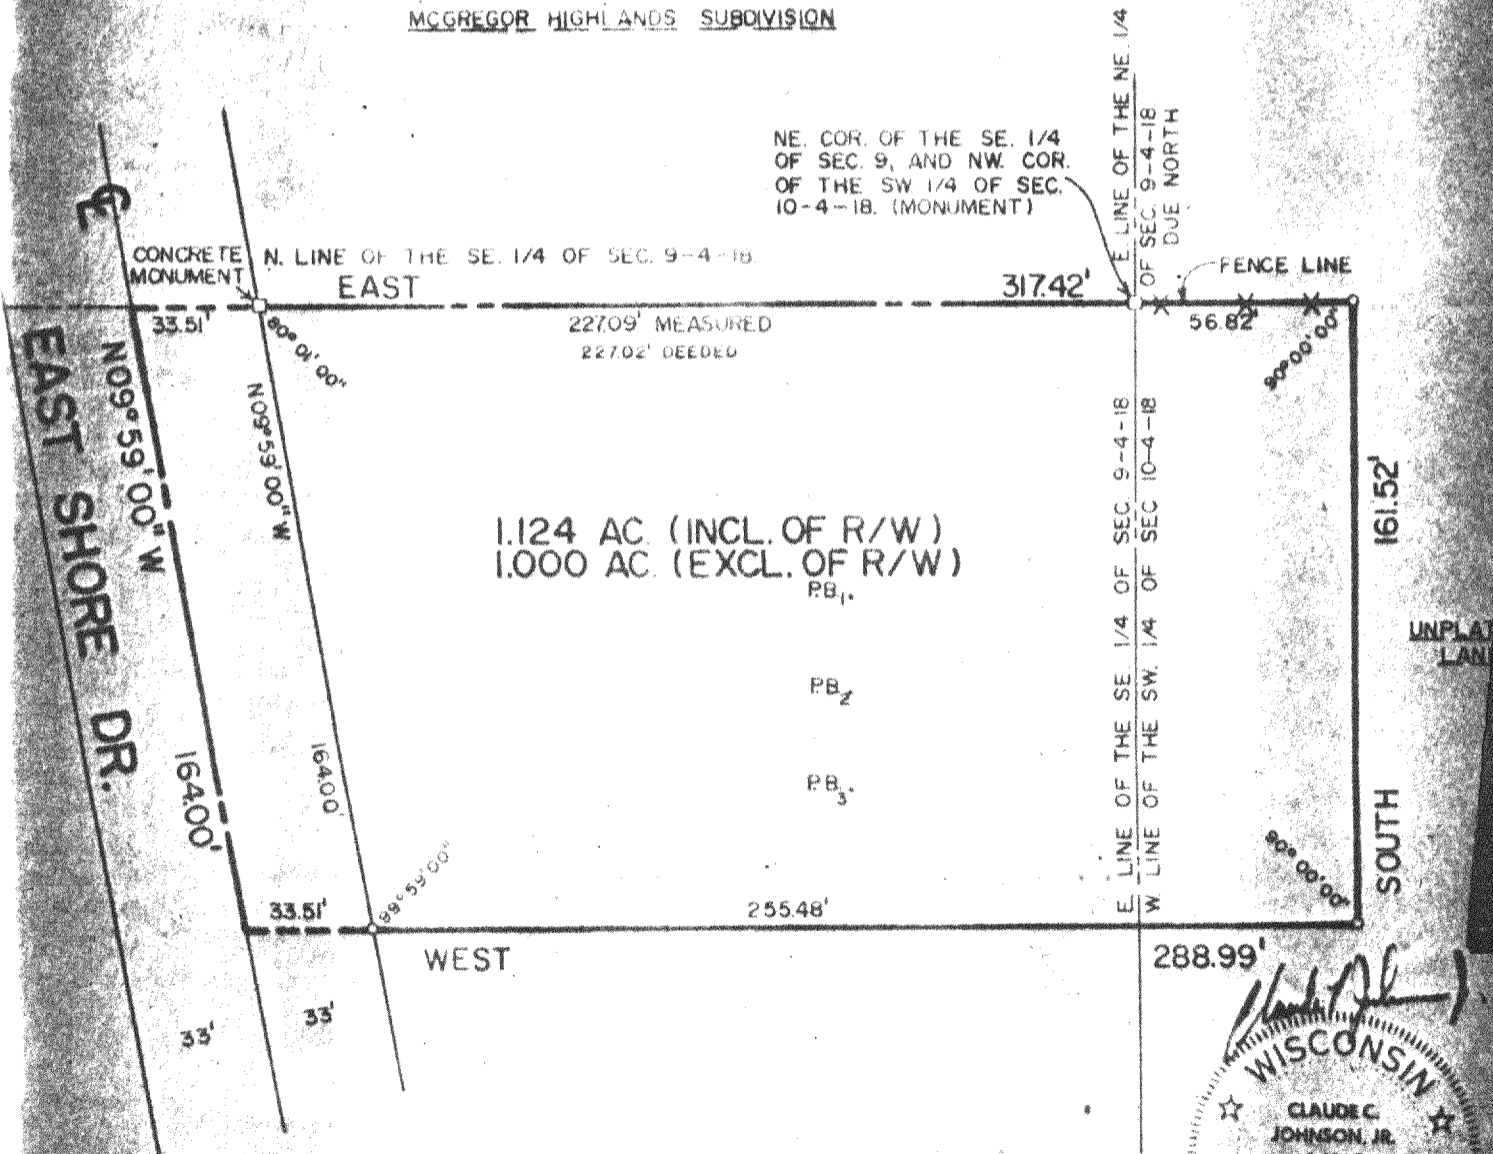 MCGREGOR HIGHLANDS SUBDIVISION
E. LINE OF THE NE. 1/4
OF SEC. 9-4-18
DUE NORTH
NE. COR. OF THE SE. 1/4
OF SEC. 9, AND NW. COR.
OF THE SW. 1/4 OF SEC.
10-4-18. (MONUMENT)
CONCRETE
MONUMENT
N. LINE OF THE SE. 1/4 OF SEC. 9-4-18.
EAST
317.42'
FENCE LINE
33.51'
227.09' MEASURED
227.02' DEEDED
56.82'
80° 01' 00"
90° 00' 00"
EAST SHORE DR.
N09° 59' 00" W
N09° 59' 00" W
1.124 AC. (INCL. OF R/W)
1.000 AC. (EXCL. OF R/W)
P.B.1.
P.B.2
P.B.3.
E. LINE OF THE SE. 1/4 OF SEC. 9-4-18
W. LINE OF THE SW. 1/4 OF SEC 10-4-18
161.52'
UNPLAT
LAN
SOUTH
164.00'
164.00'
99° 59' 00"
90° 00' 00"
33.51'
255.48'
WEST
288.99'
33'
33'
WISCONSIN
CLAUDE C.
JOHNSON, JR.